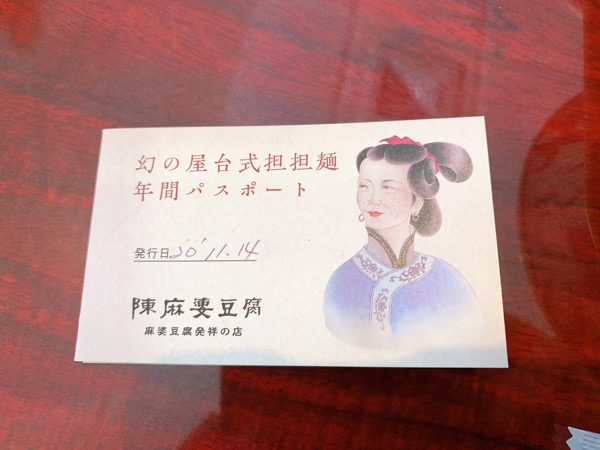 幻の屋台式担担麺
年間パスポート
発行日 20'11.14
陳麻婆豆腐
麻婆豆腐発祥の店